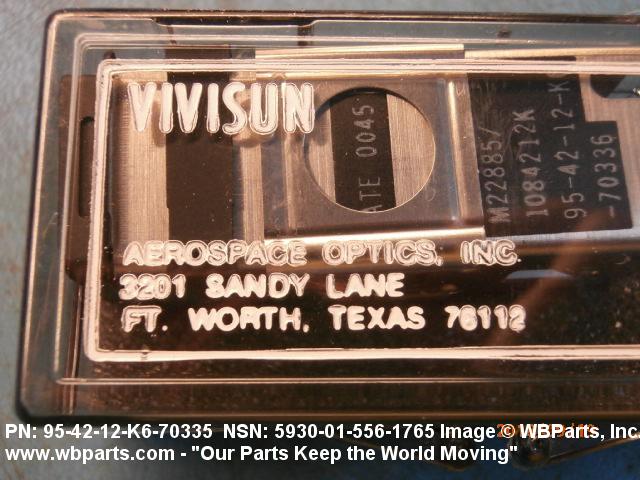 VIVISUN
ATE 0045
M22885/
1084212K
95-42-12-K
-70336
AEROSPACE OPTICS, INC.
3201 SANDY LANE
FT. WORTH, TEXAS 76112
PN: 95-42-12-K6-70335 NSN: 5930-01-556-1765 Image © WBParts, Inc.
www.wbparts.com - "Our Parts Keep the World Moving"